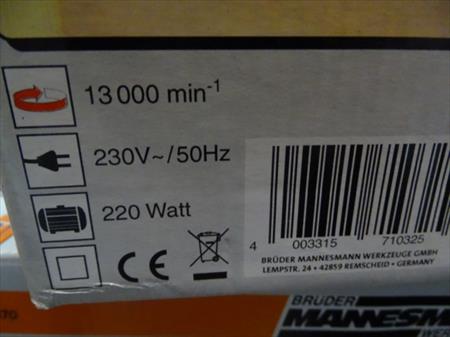 13 000 min-1
230V~/50Hz
220 Watt
CE
4 003315 710325
BRÜDER MANNESMANN WERKZEUGE GMBH
LEMPSTR. 24 • 42859 REMSCHEID • GERMANY
BRÜDER